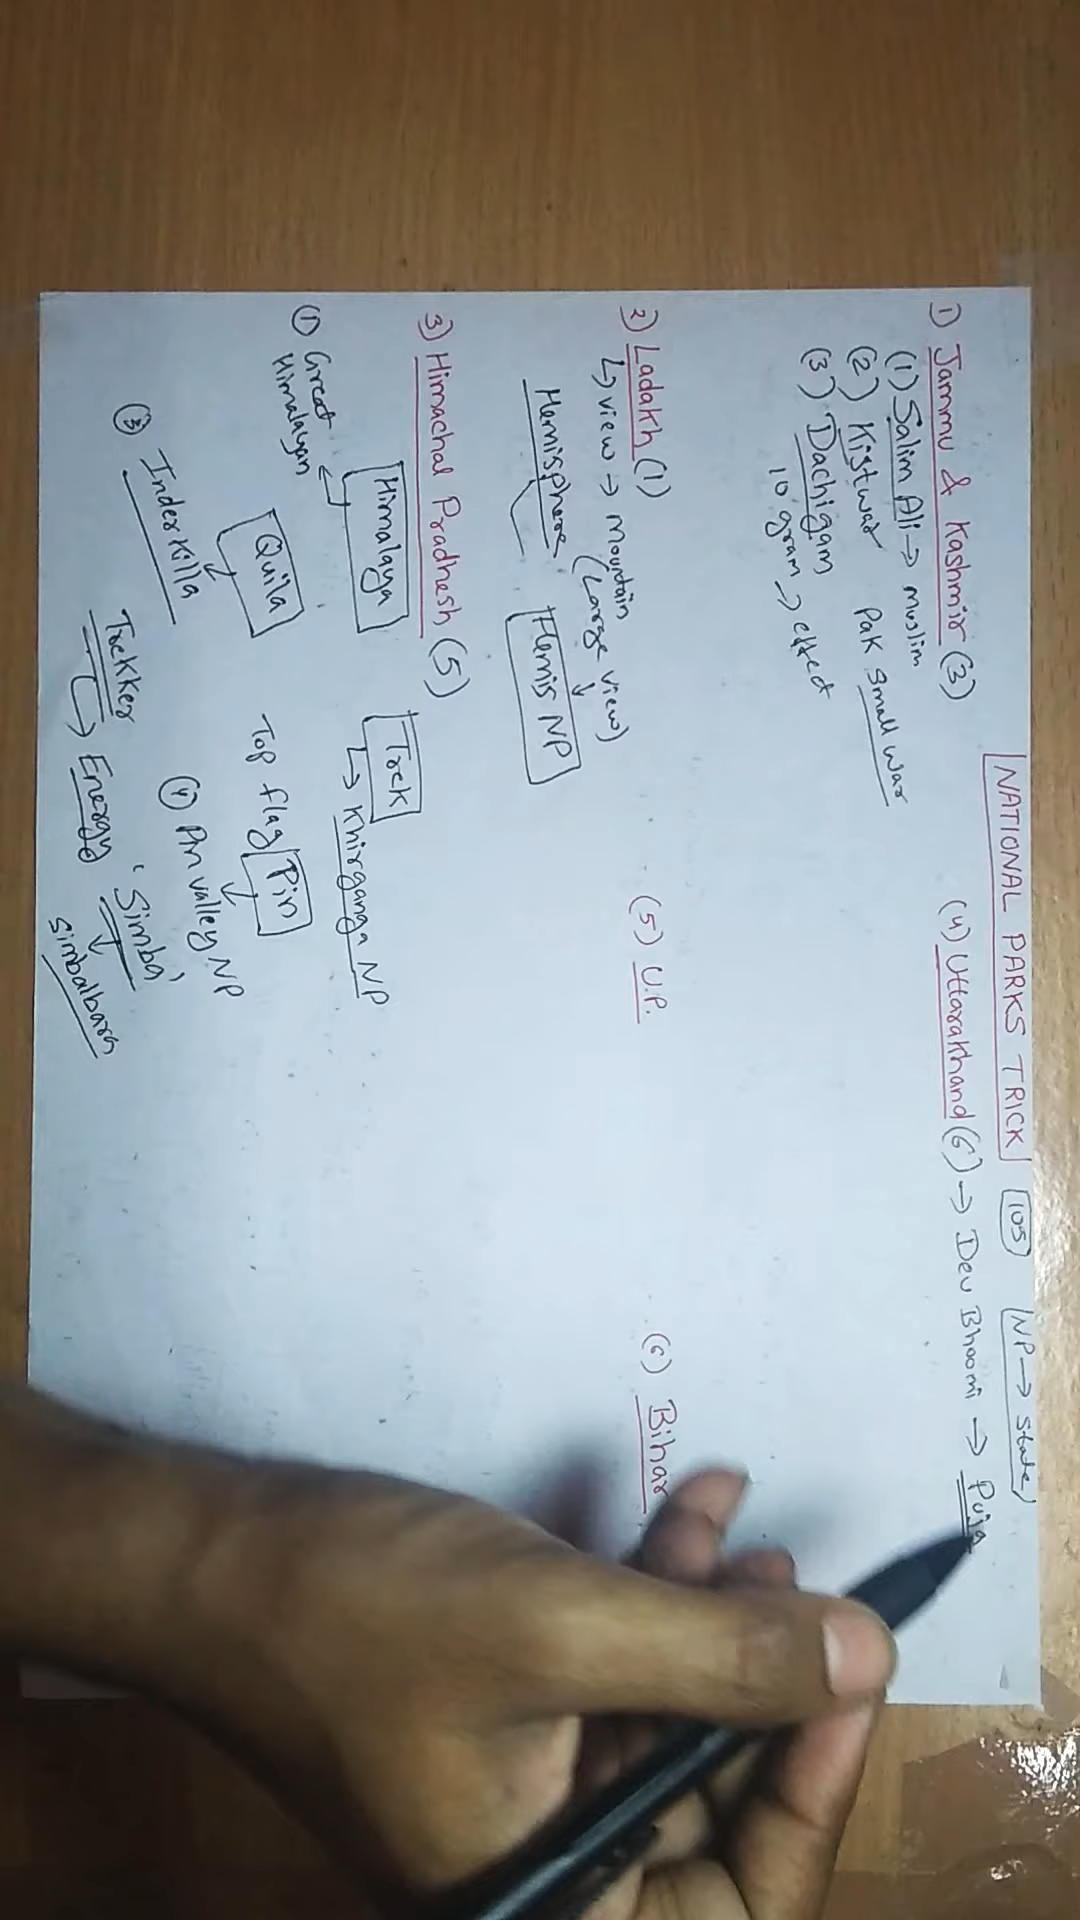 NATIONAL PARKS TRICK 105 NP → State
1) Jammu & Kashmir (3)
(1) Salim Ali → muslim
(2) Kistwar Pak small war
(3) Dachigam
10 gram → effect
2) Ladakh (1)
↳ view → mountain
(Large view)
↓
Hemisphere Hemis NP
3) Himachal Pradhesh (5)
Himalaya
① Great
Himalayan
Trek
↳ Khirganga NP
Quila
③ Inderkilla
Top flag Pin
④ Pin valley NP
Trekker
↳ Energy 'Simba'
↓
Simbalbara
(4) Uttarakhand (6) → Dev Bhoomi → Puja
(5) U.P.
(6) Bihar